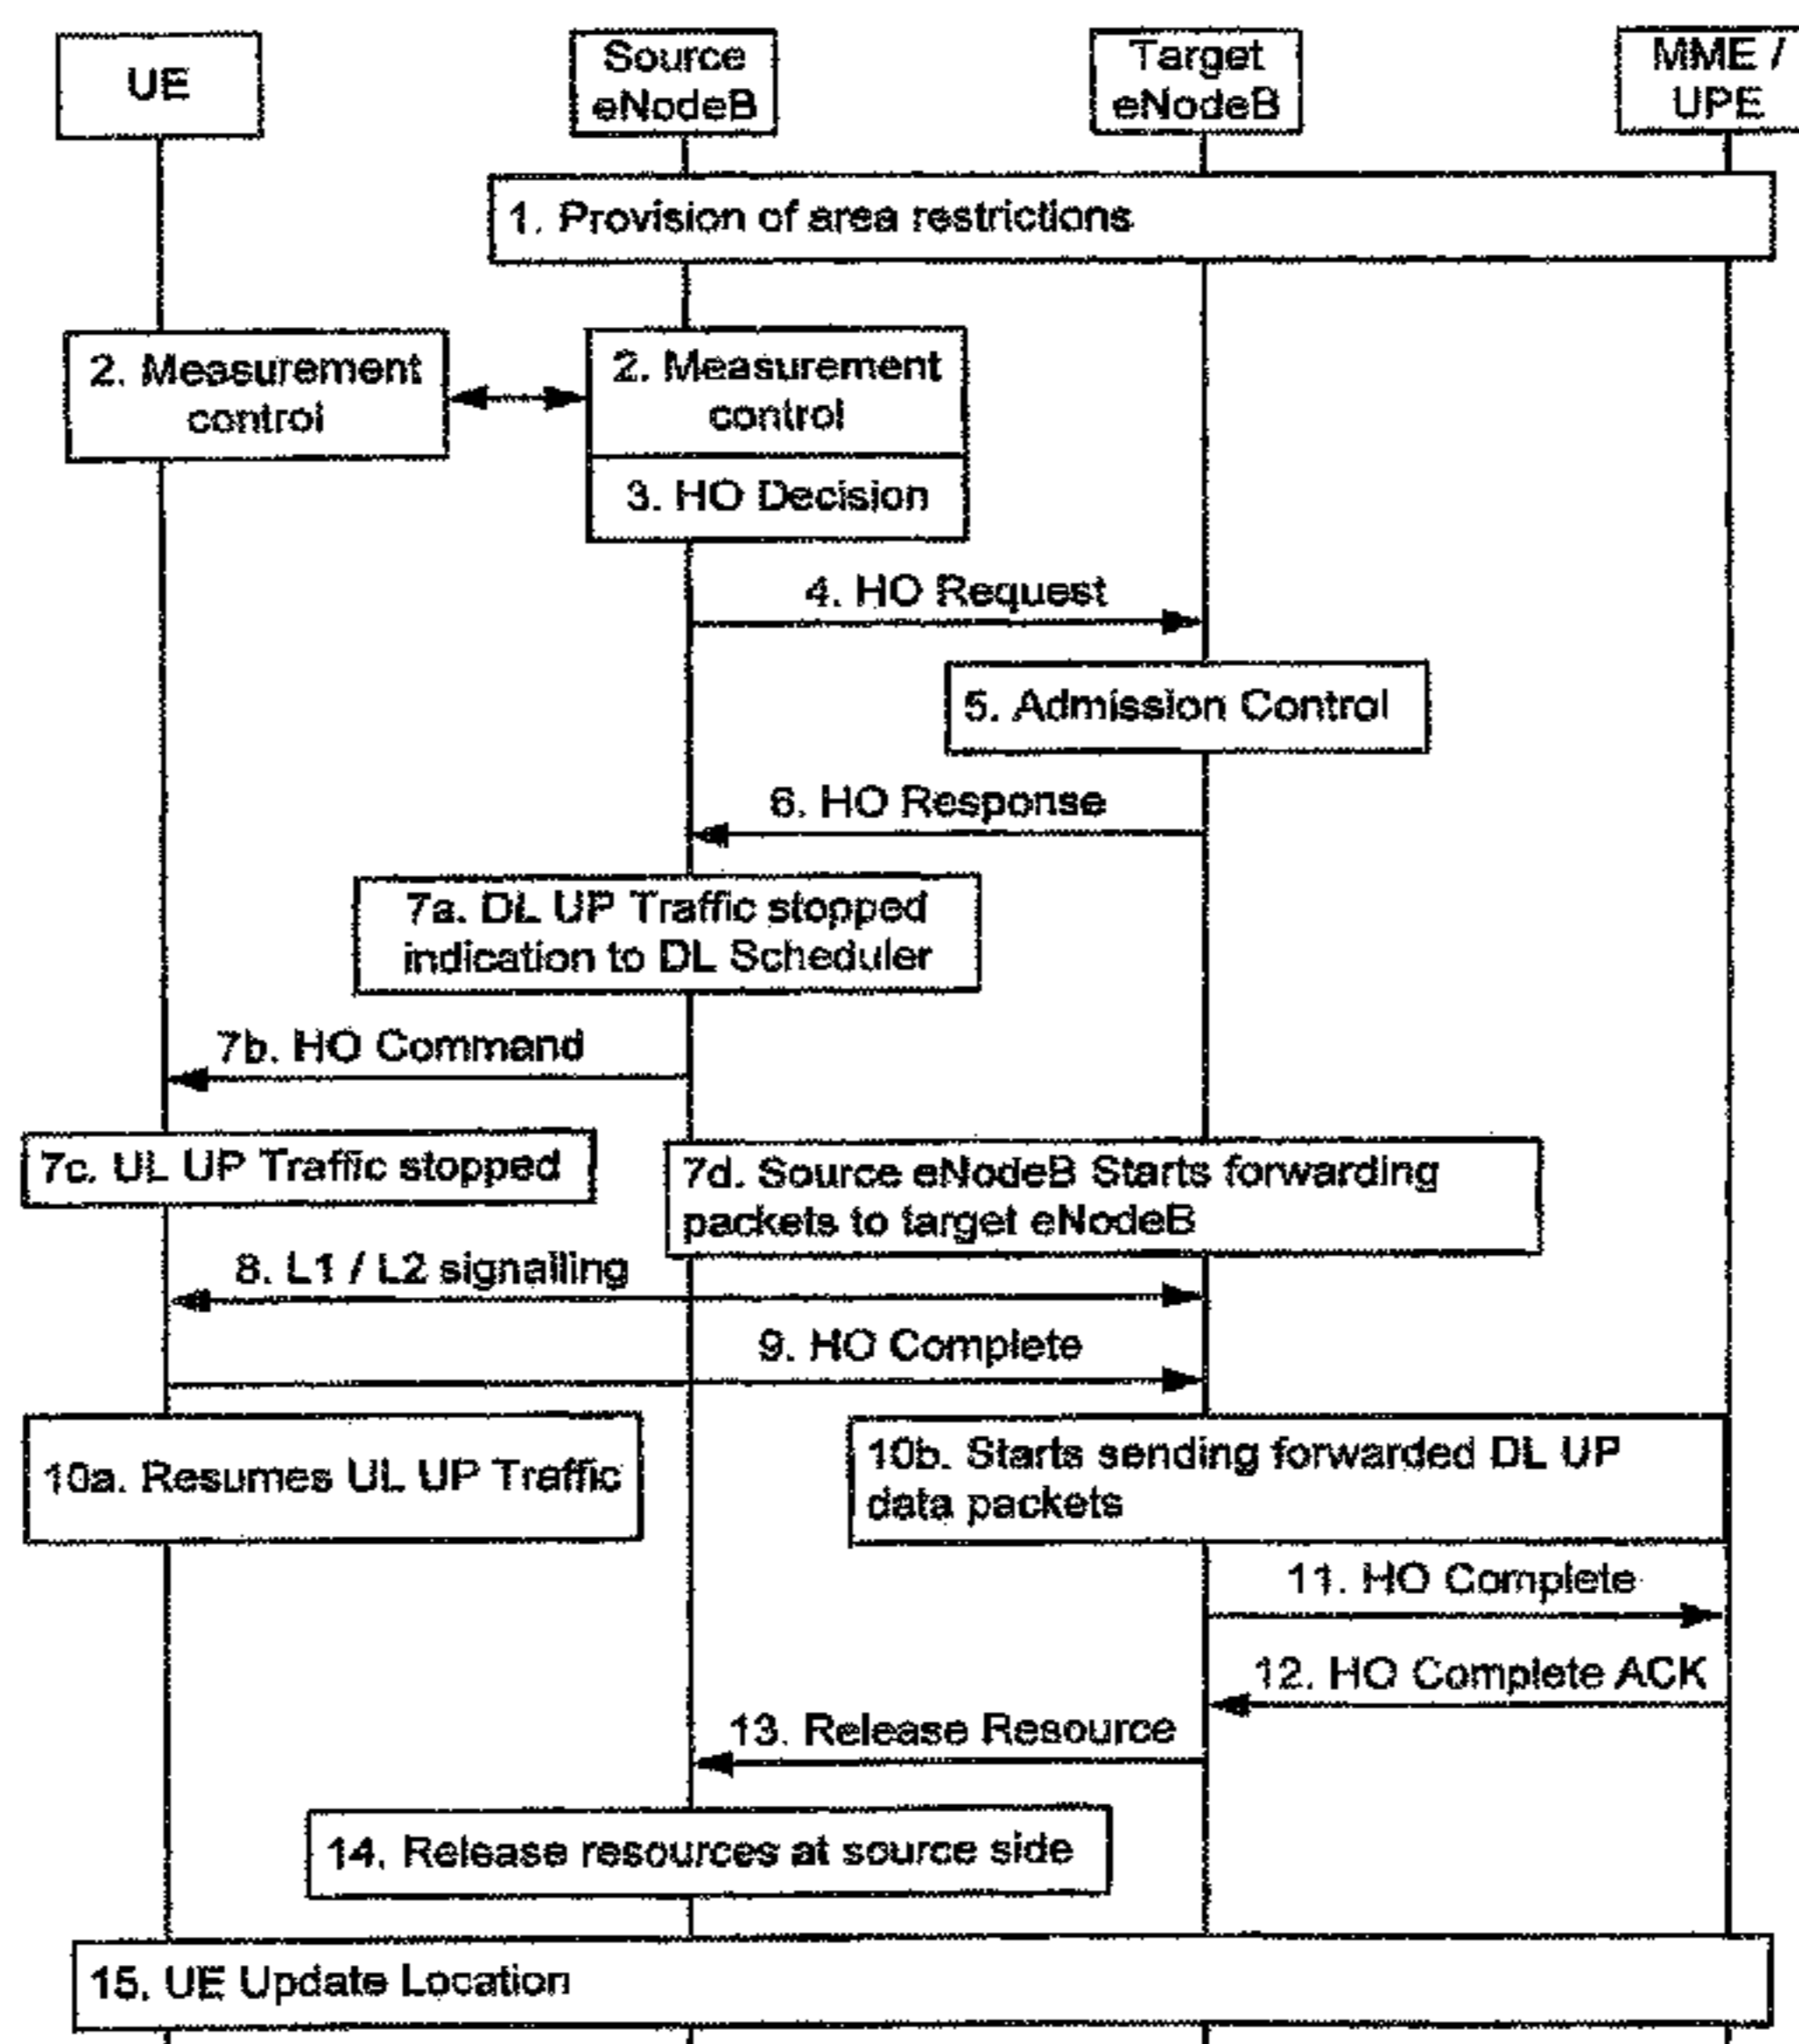 UE
Source
eNodeB
Target
eNodeB
MME /
UPE
1. Provision of area restrictions
2. Measurement
control
2. Measurement
control
3. HO Decision
4. HO Request
5. Admission Control
6. HO Response
7a. DL UP Traffic stopped
indication to DL Scheduler
7b. HO Command
7c. UL UP Traffic stopped
7d. Source eNodeB Starts forwarding
packets to target eNodeB
8. L1 / L2 signalling
9. HO Complete
10a. Resumes UL UP Traffic
10b. Starts sending forwarded DL UP
data packets
11. HO Complete
12. HO Complete ACK
13. Release Resource
14. Release resources at source side
15. UE Update Location